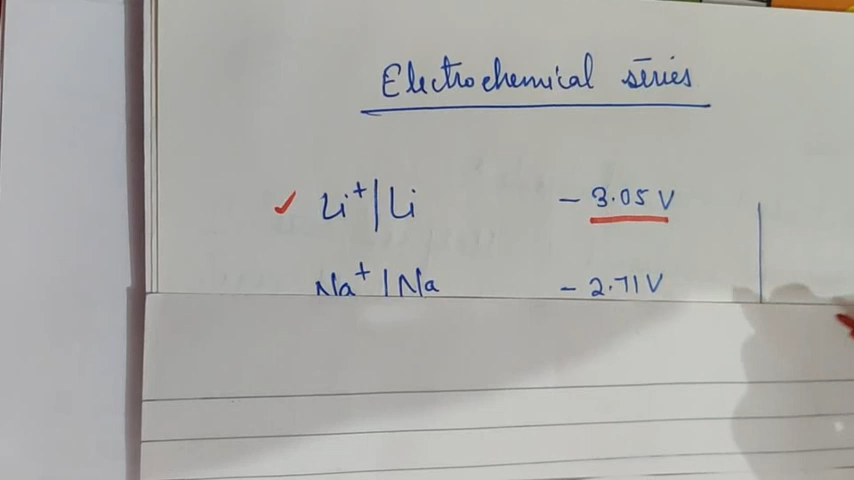 Electrochemical series
✓ Li⁺/Li - 3.05 V
Na⁺/Na - 2.71 V